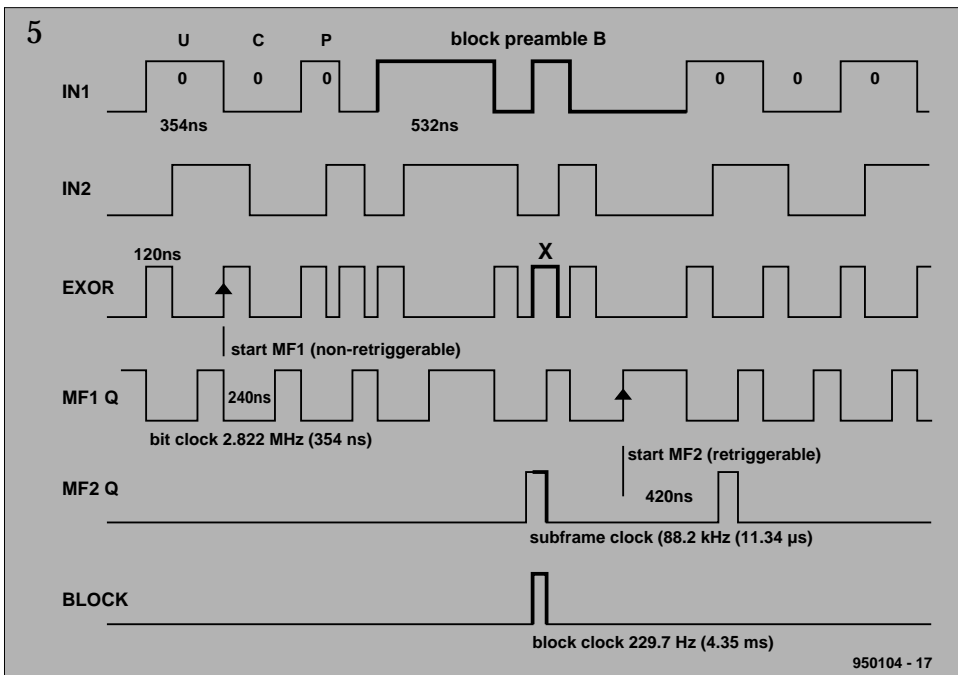 5
U C P block preamble B
IN1 0 0 0 0 0 0
354ns 532ns
IN2
120ns X
EXOR
start MF1 (non-retriggerable)
MF1 Q 240ns
bit clock 2.822 MHz (354 ns)
start MF2 (retriggerable)
MF2 Q 420ns
subframe clock (88.2 kHz (11.34 µs)
BLOCK
block clock 229.7 Hz (4.35 ms)
950104 - 17